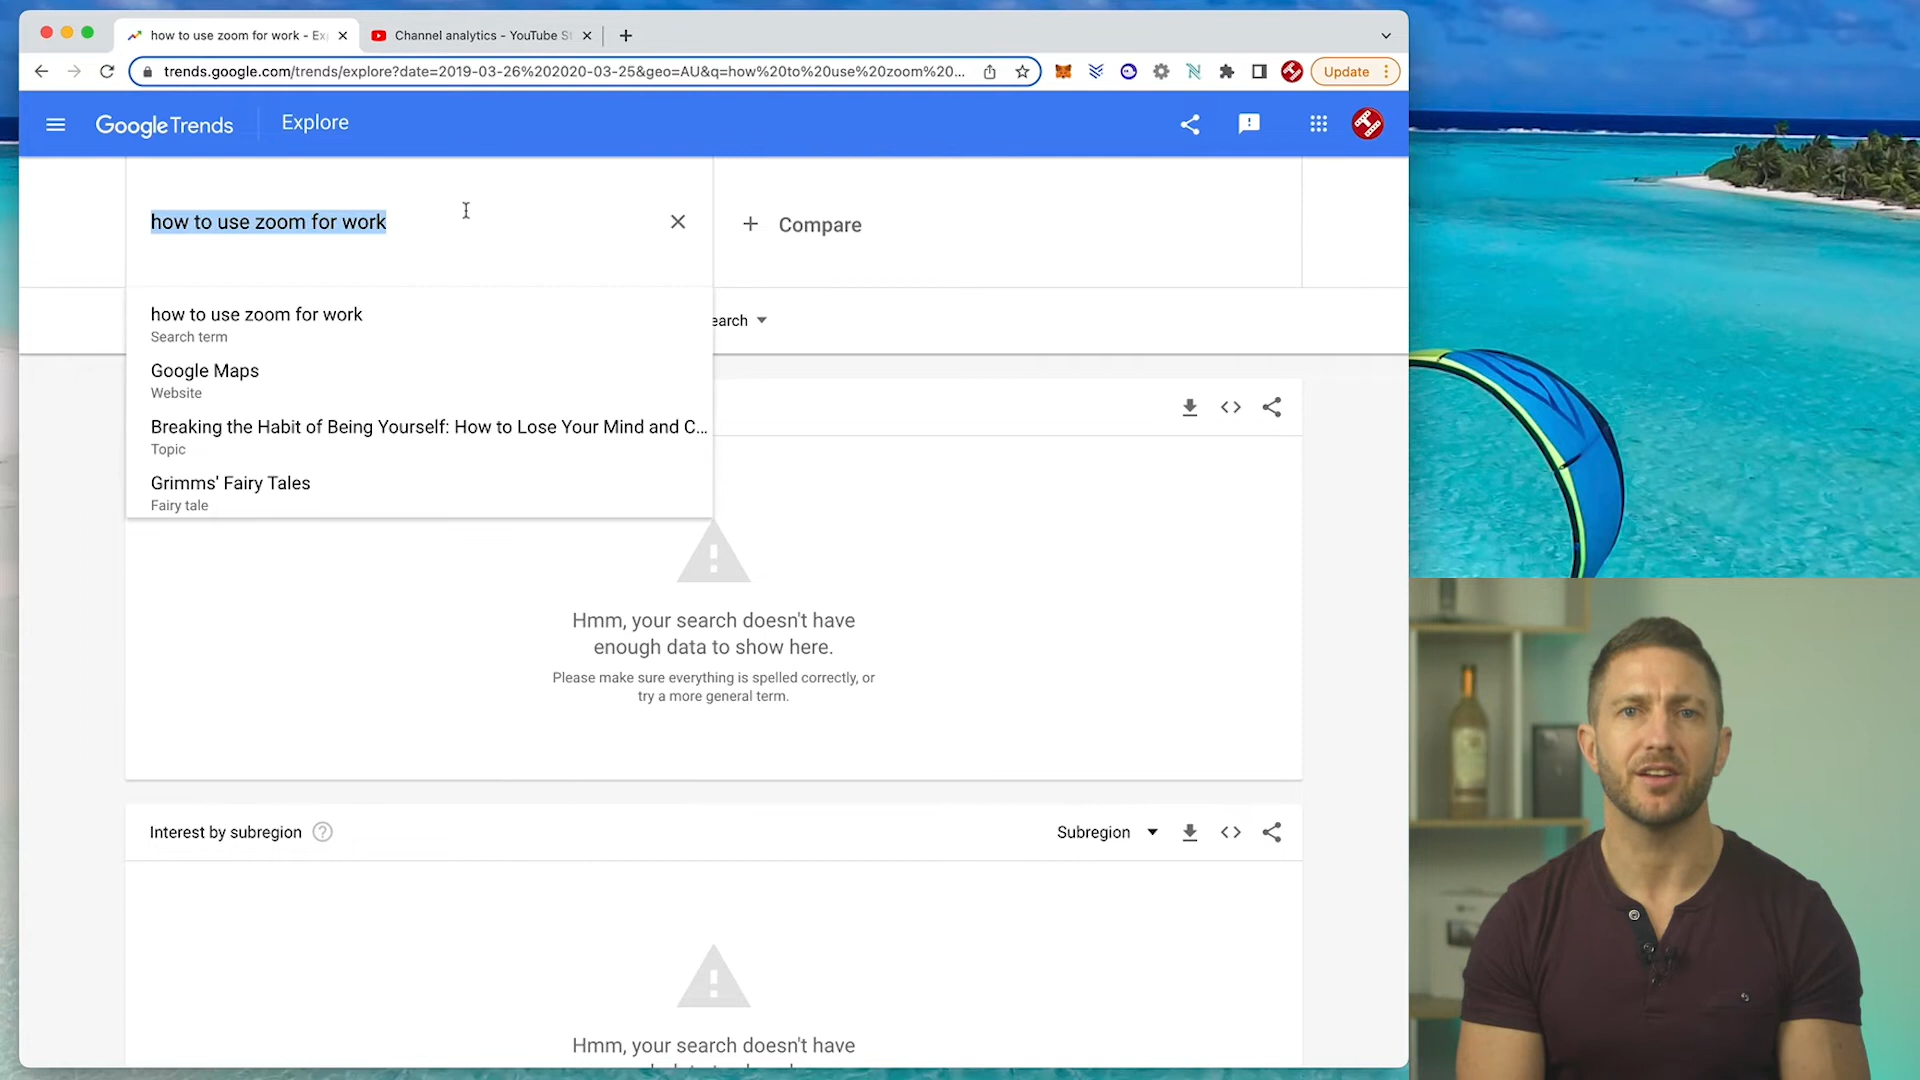 how to use zoom for work - Ex
Channel analytics - YouTube S
trends.google.com/trends/explore?date=2019-03-26%202020-03-25&geo=AU&q=how%20to%20use%20zoom%20...
Update
Google Trends
Explore
how to use zoom for work
Compare
how to use zoom for work
Search term
earch
Google Maps
Website
Breaking the Habit of Being Yourself: How to Lose Your Mind and C...
Topic
Grimms' Fairy Tales
Fairy tale
Hmm, your search doesn't have
enough data to show here.
Please make sure everything is spelled correctly, or
try a more general term.
Interest by subregion
Subregion
Hmm, your search doesn't have